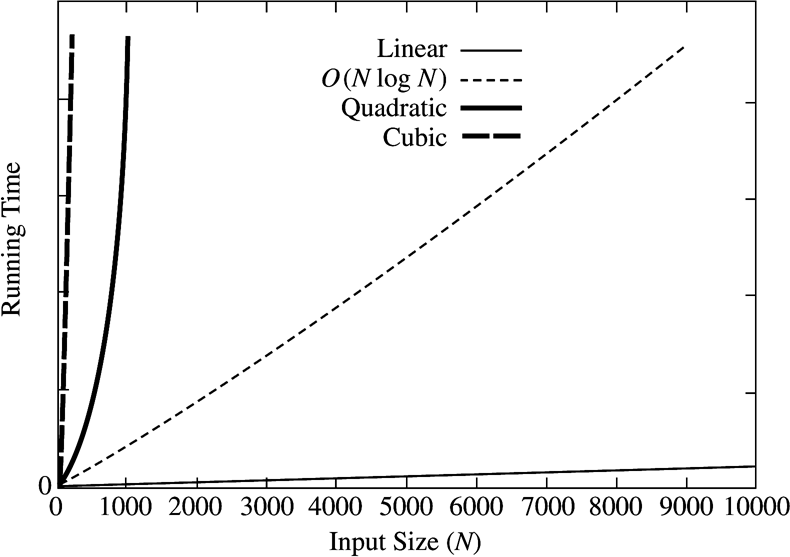 Linear
O(N log N)
Quadratic
Cubic
Running Time
0
0 1000 2000 3000 4000 5000 6000 7000 8000 9000 10000
Input Size (N)